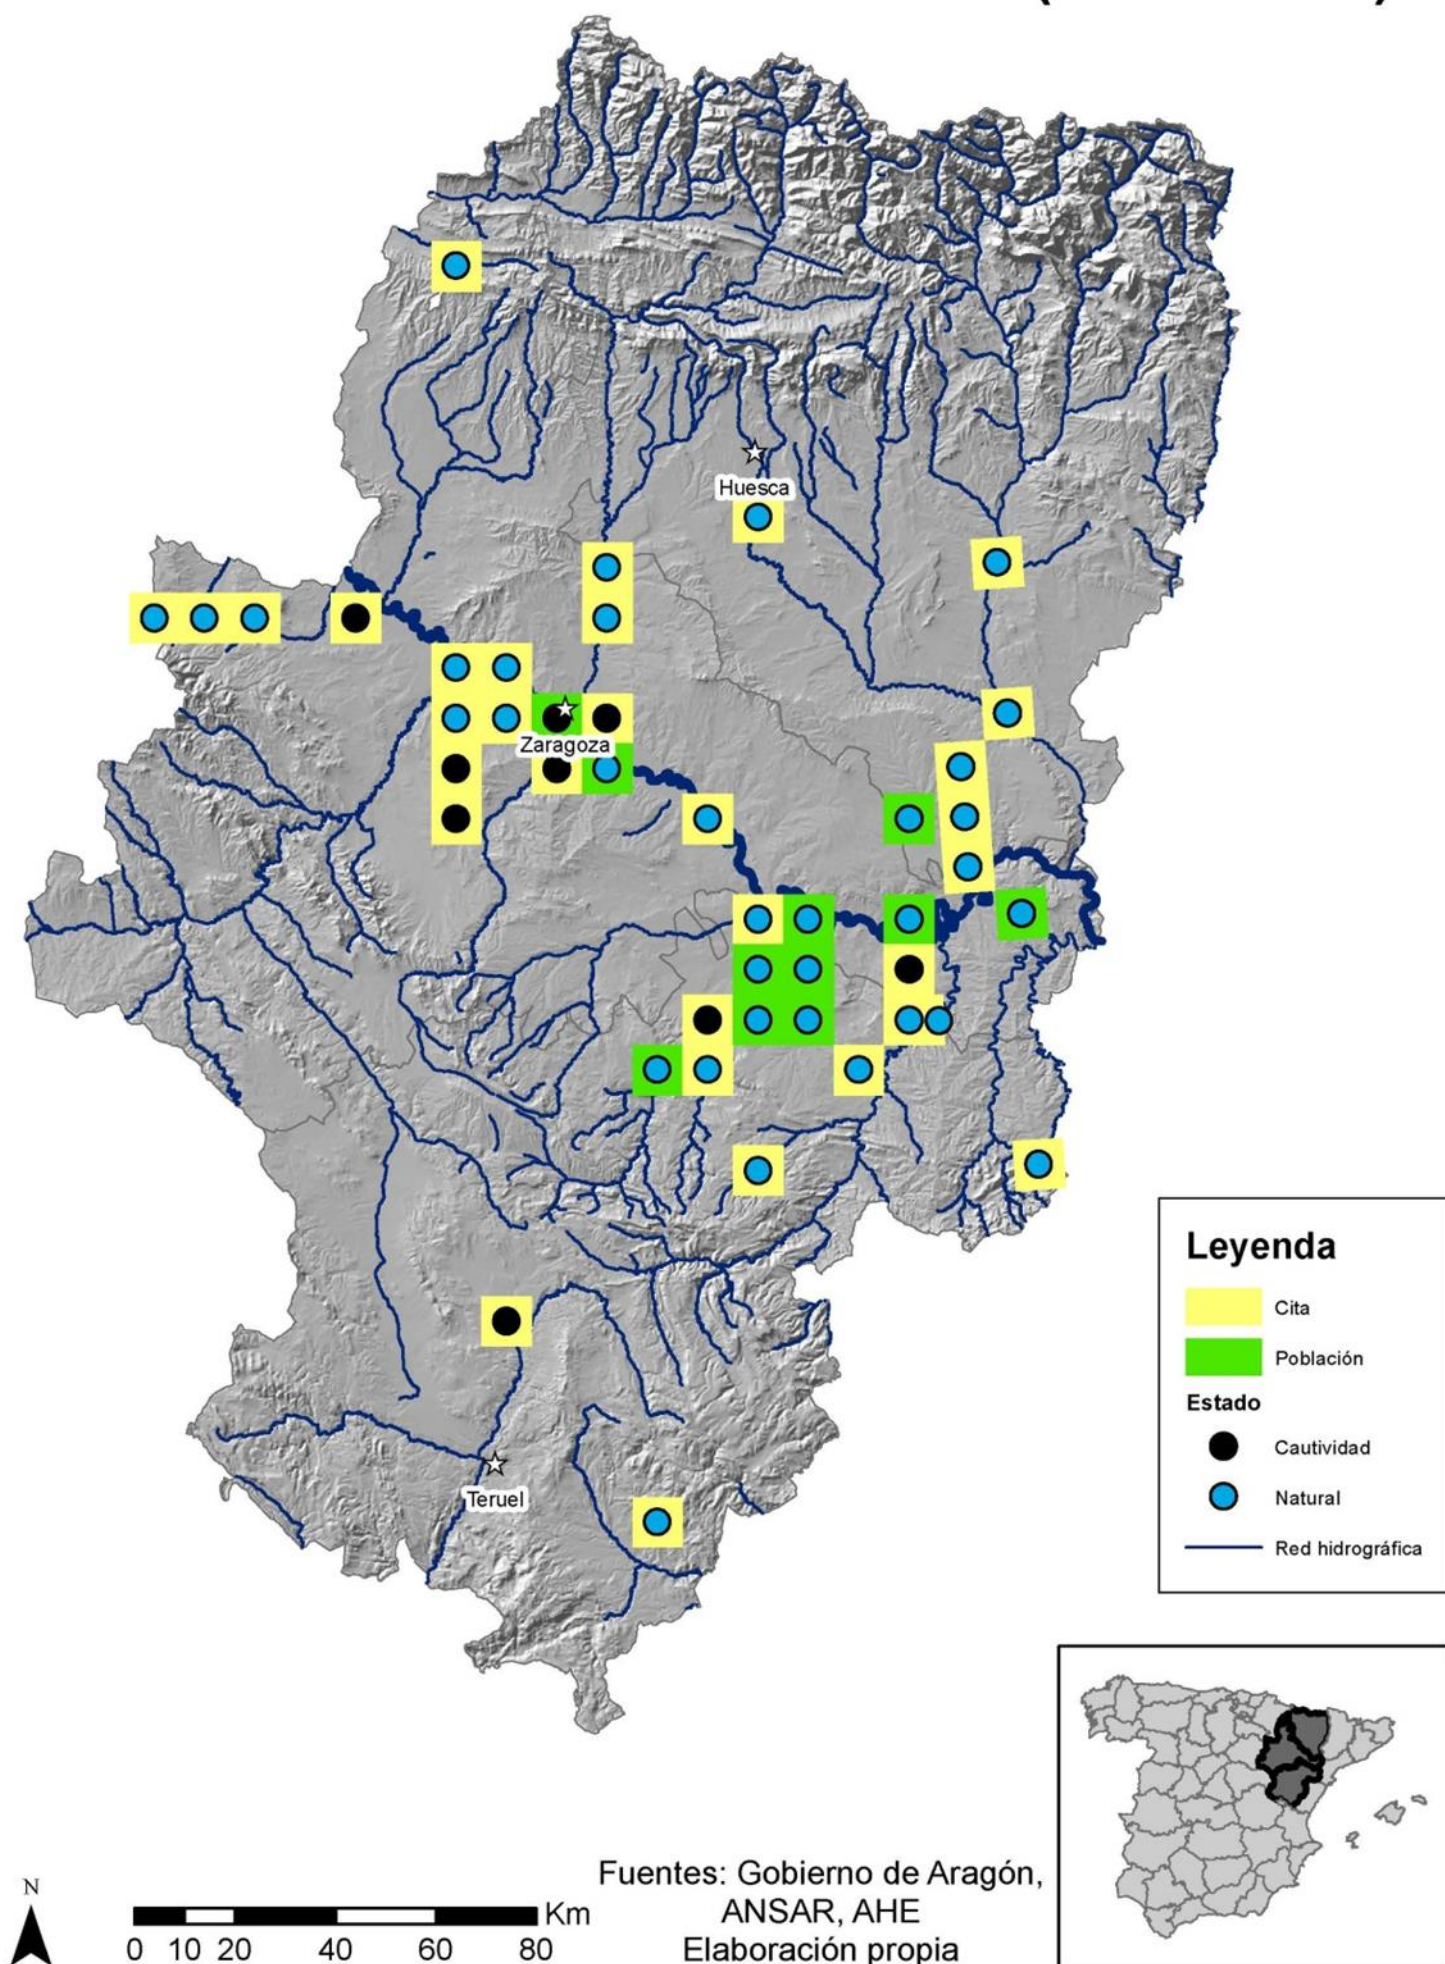 Huesca
Zaragoza
Teruel
Leyenda
Cita
Población
Estado
Cautividad
Natural
Red hidrográfica
N
0 10 20 40 60 80 Km
Fuentes: Gobierno de Aragón,
ANSAR, AHE
Elaboración propia